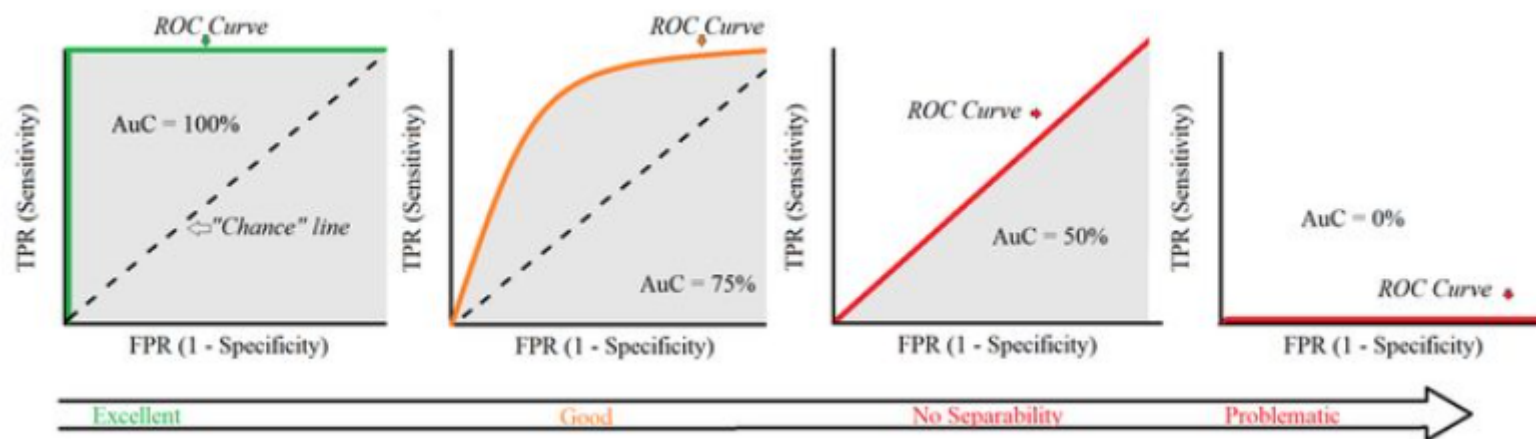 ROC Curve
TPR (Sensitivity)
AuC = 100%
"Chance" line
FPR (1 - Specificity)
ROC Curve
TPR (Sensitivity)
AuC = 75%
FPR (1 - Specificity)
ROC Curve
TPR (Sensitivity)
AuC = 50%
FPR (1 - Specificity)
TPR (Sensitivity)
AuC = 0%
ROC Curve
FPR (1 - Specificity)
Excellent
Good
No Separability
Problematic